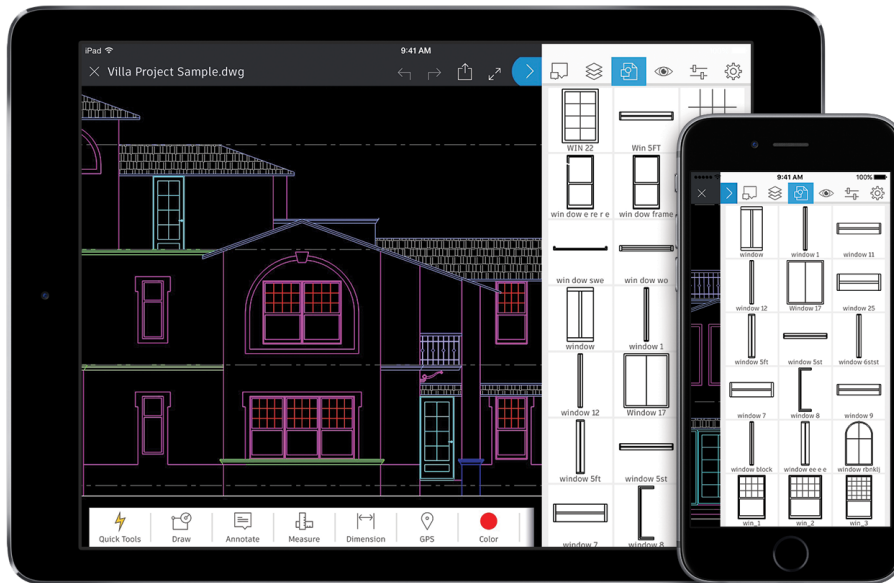 iPad
9:41 AM
Villa Project Sample.dwg
WIN 22
Win 5FT
win dow e re r e
win dow frame
win dow swe
win dow wo
window
window 1
window 12
Window 17
window 5ft
window 5st
window 7
window 8
Quick Tools
Draw
Annotate
Measure
Dimension
GPS
Color
9:41 AM
100%
window
window 1
window 11
window 12
Window 17
window 25
window 5ft
window 5st
window 6stst
window 7
window 8
window 9
window block
window ee e e
window rbnklj
win_1
win_2
win_3